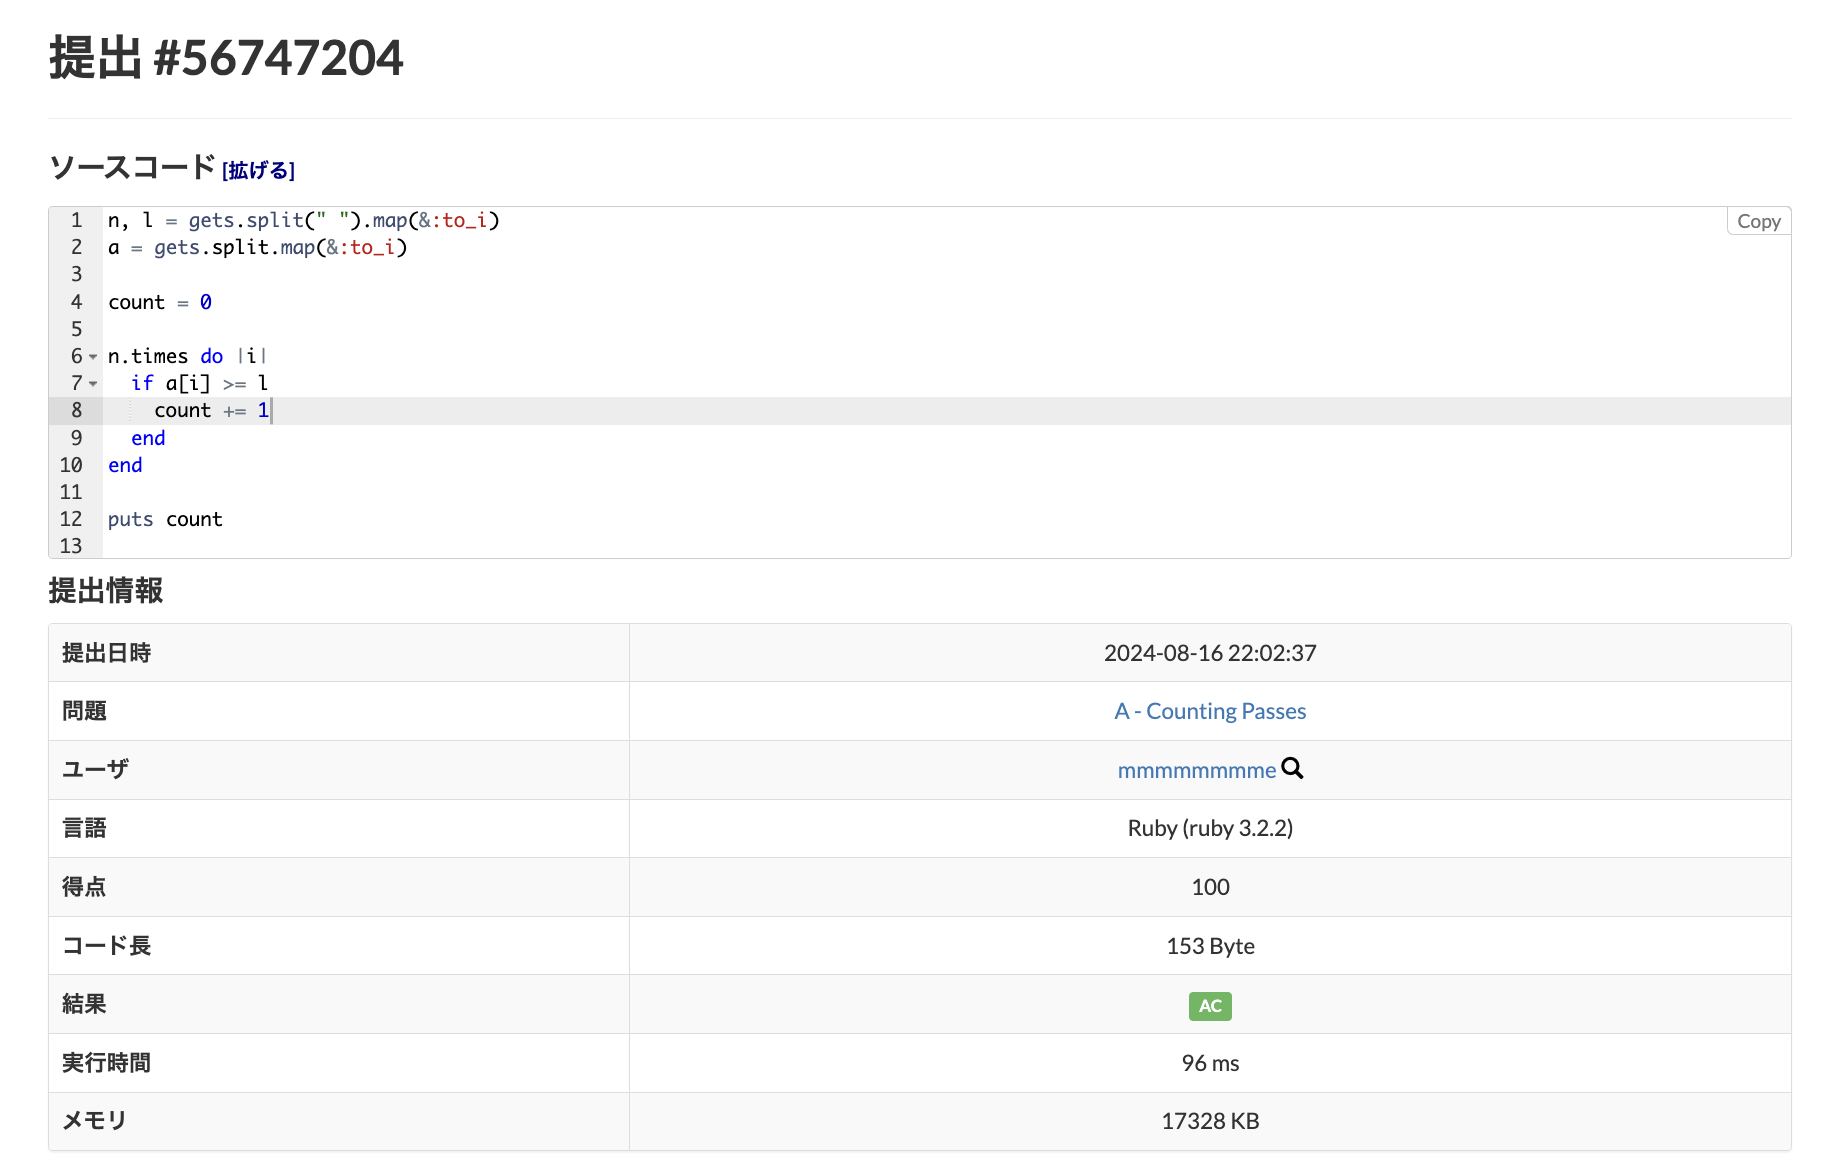 提出 #56747204
ソースコード [拡げる]
Copy
1 n, l = gets.split(" ").map(&:to_i)
2 a = gets.split.map(&:to_i)
3
4 count = 0
5
6 n.times do |i|
7   if a[i] >= l
8     count += 1
9   end
10 end
11
12 puts count
13
提出情報
提出日時 2024-08-16 22:02:37
問題 A - Counting Passes
ユーザ mmmmmmmme
言語 Ruby (ruby 3.2.2)
得点 100
コード長 153 Byte
結果 AC
実行時間 96 ms
メモリ 17328 KB